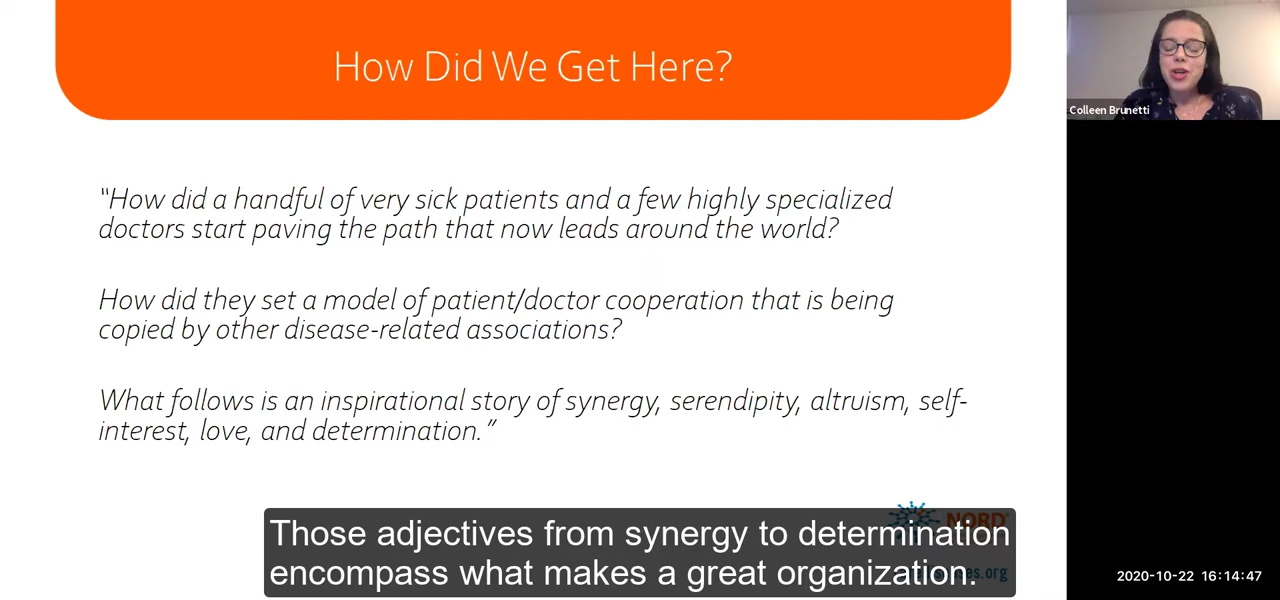 How Did We Get Here?
Colleen Brunetti
“How did a handful of very sick patients and a few highly specialized
doctors start paving the path that now leads around the world?
How did they set a model of patient/doctor cooperation that is being
copied by other disease-related associations?
What follows is an inspirational story of synergy, serendipity, altruism, self-
interest, love, and determination.”
NORD
Those adjectives from synergy to determination
encompass what makes a great organization.
2020-10-22 16:14:47